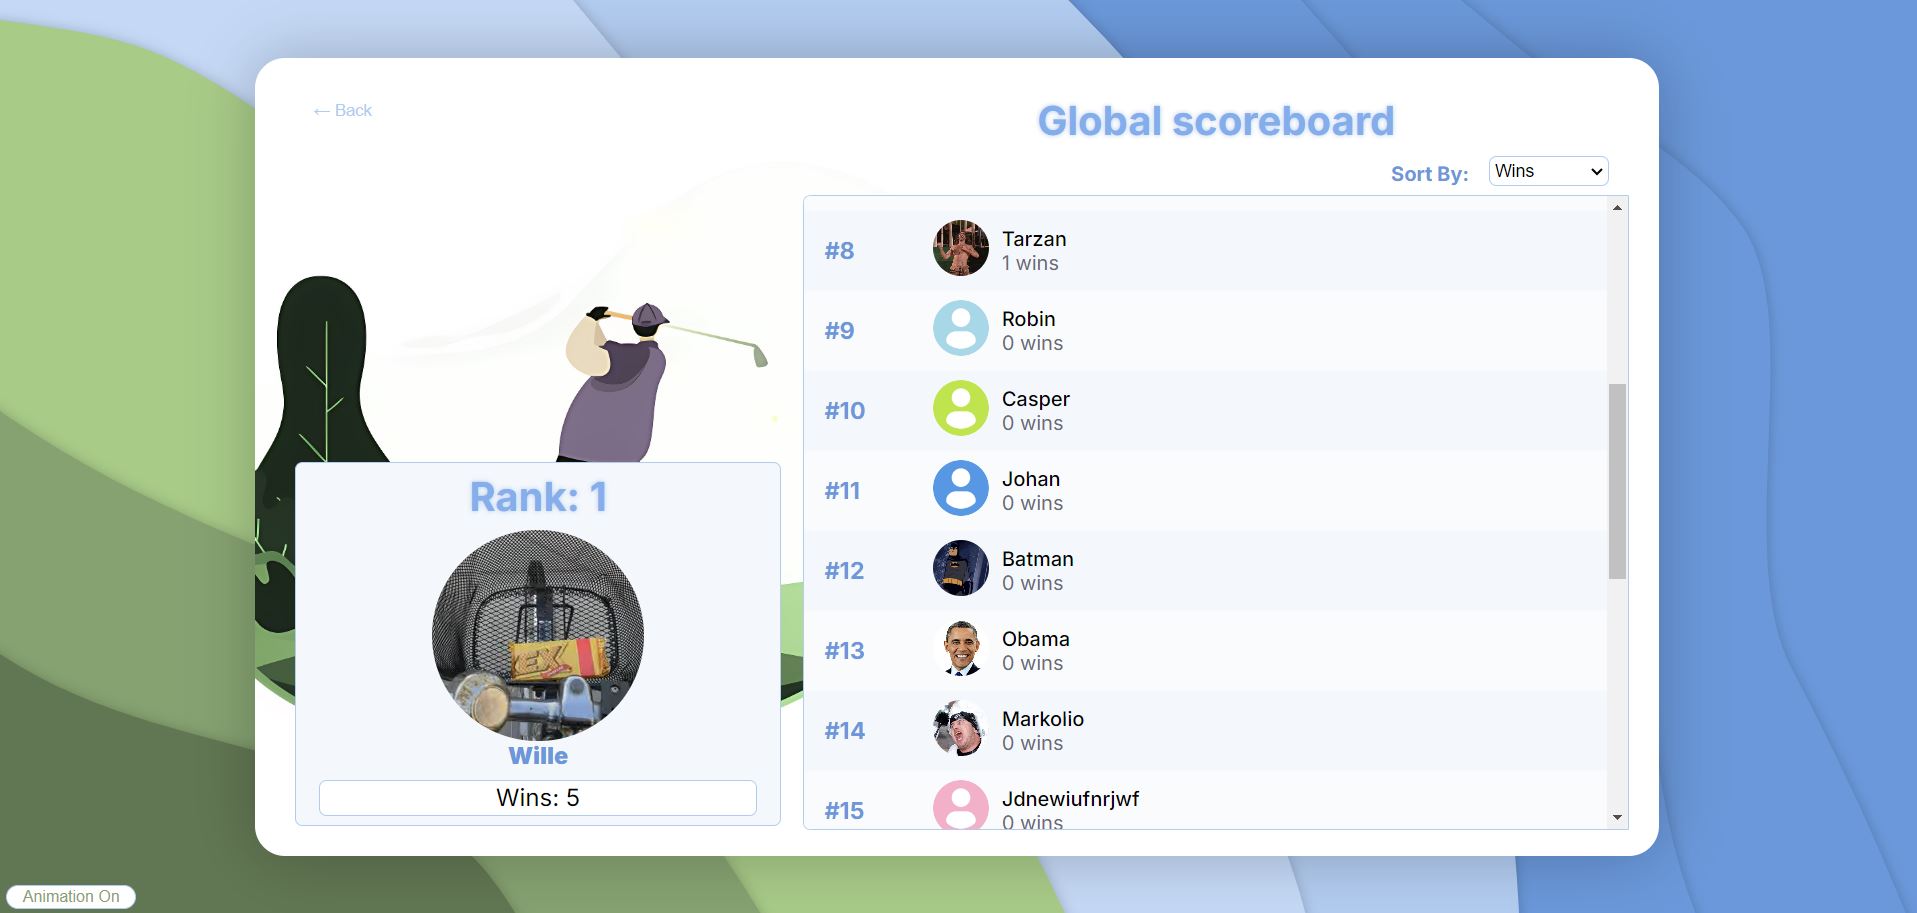 ← Back
Global scoreboard
Sort By: Wins
#8 Tarzan
1 wins
#9 Robin
0 wins
#10 Casper
0 wins
#11 Johan
0 wins
#12 Batman
0 wins
#13 Obama
0 wins
#14 Markolio
0 wins
#15 Jdnewiufnrjwf
0 wins
Rank: 1
EX
Wille
Wins: 5
Animation On